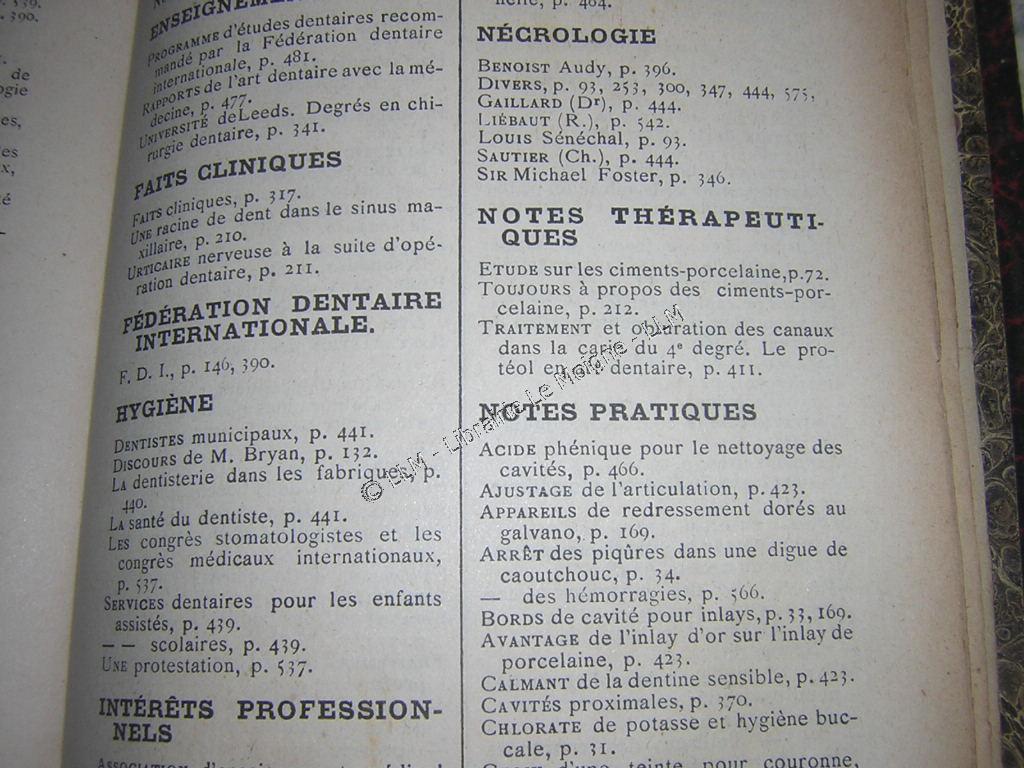 539.
p. 390.
de
ogie
es,
es
x,
é
ENSEIGNEMEN
PROGRAMME d'études dentaires recom-
mandé par la Fédération dentaire
internationale, p. 481.
RAPPORTS de l'art dentaire avec la mé-
decine, p. 477.
UNIVERSITÉ de Leeds. Degrés en chi-
rurgie dentaire, p. 341.
FAITS CLINIQUES
FAITS cliniques, p. 317.
UNE racine de dent dans le sinus ma-
xillaire, p. 210.
URTICAIRE nerveuse à la suite d'opé-
ration dentaire, p. 211.
FÉDÉRATION DENTAIRE
INTERNATIONALE.
F. D. I., p. 146, 390.
HYGIÈNE
DENTISTES municipaux, p. 441.
DISCOURS de M. Bryan, p. 132.
LA dentisterie dans les fabriques, p.
440.
LA santé du dentiste, p. 441.
LES congrès stomatologistes et les
congrès médicaux internationaux,
p. 537.
SERVICES dentaires pour les enfants
assistés, p. 439.
— — scolaires, p. 439.
UNE protestation, p. 537.
INTÉRÊTS PROFESSION-
NELS
p. 464.
NÉCROLOGIE
BENOIST Audy, p. 396.
DIVERS, p. 93, 253, 300, 347, 444, 575,
GAILLARD (Dr), p. 444.
LIÉBAUT (R.), p. 542.
LOUIS Sénéchal, p. 93.
SAUTIER (Ch.), p. 444.
SIR Michael Foster, p. 346.
NOTES THÉRAPEUTI-
QUES
ETUDE sur les ciments-porcelaine, p. 72.
TOUJOURS à propos des ciments-por-
celaine, p. 212.
TRAITEMENT et obturation des canaux
dans la carie du 4e degré. Le pro-
téol en art dentaire, p. 411.
NOTES PRATIQUES
ACIDE phénique pour le nettoyage des
cavités, p. 466.
AJUSTAGE de l'articulation, p. 423.
APPAREILS de redressement dorés au
galvano, p. 169.
ARRÊT des piqûres dans une digue de
caoutchouc, p. 34.
— des hémorragies, p. 566.
BORDS de cavité pour inlays, p. 33, 169.
AVANTAGE de l'inlay d'or sur l'inlay de
porcelaine, p. 423.
CALMANT de la dentine sensible, p. 423.
CAVITÉS proximales, p. 370.
CHLORATE de potasse et hygiène buc-
cale, p. 31.
d'une teinte pour couronne,
© LLM - Librairie Le Moigne - LLM